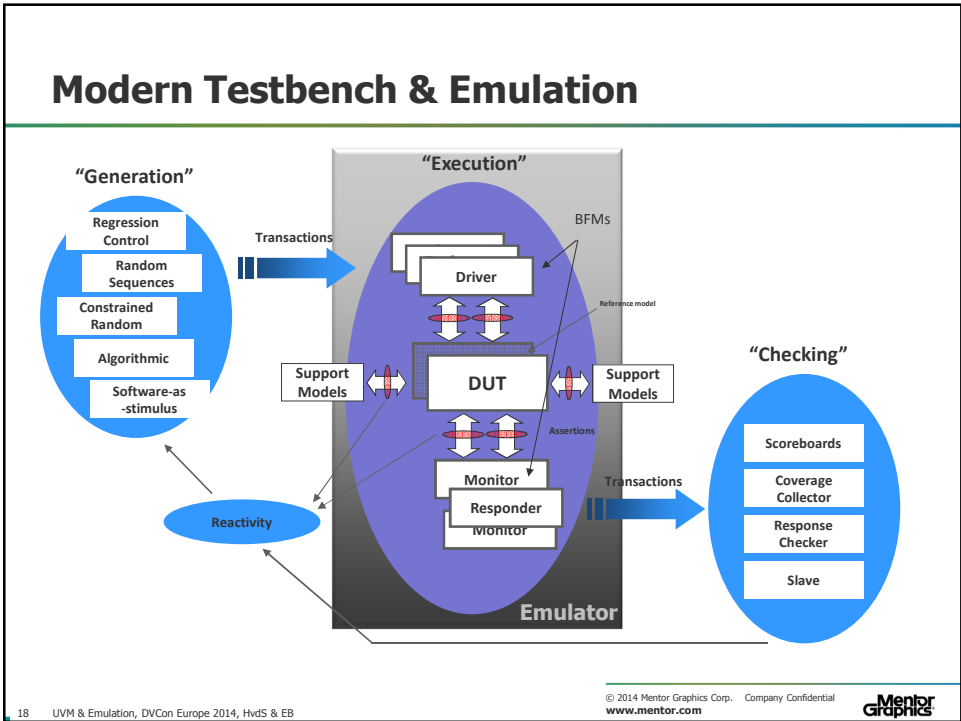 Modern Testbench & Emulation
"Generation"
Regression
Control
Random
Sequences
Constrained
Random
Algorithmic
Software-as
-stimulus
Transactions
"Execution"
BFMs
Driver
Reference model
DUT
Support
Models
Support
Models
Assertions
Monitor
Responder
Monitor
Emulator
Reactivity
Transactions
"Checking"
Scoreboards
Coverage
Collector
Response
Checker
Slave
18 UVM & Emulation, DVCon Europe 2014, HvdS & EB
© 2014 Mentor Graphics Corp. Company Confidential
www.mentor.com
Mentor
Graphics